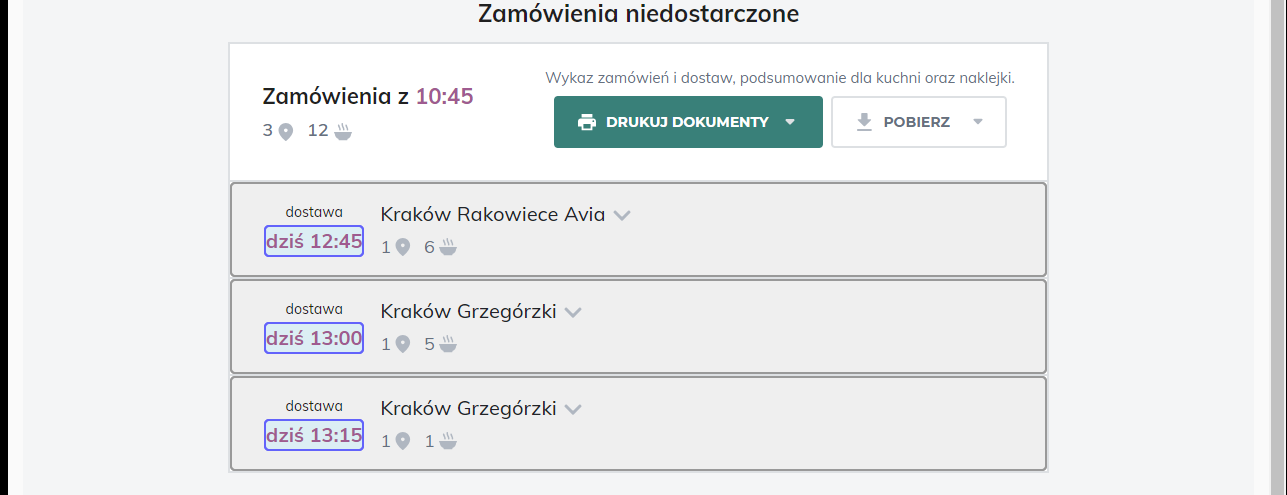 Zamówienia niedostarczone
Wykaz zamówień i dostaw, podsumowanie dla kuchni oraz naklejki.
Zamówienia z 10:45
3 12
DRUKUJ DOKUMENTY
POBIERZ
dostawa
dziś 12:45
Kraków Rakowiece Avia
1 6
dostawa
dziś 13:00
Kraków Grzegórzki
1 5
dostawa
dziś 13:15
Kraków Grzegórzki
1 1